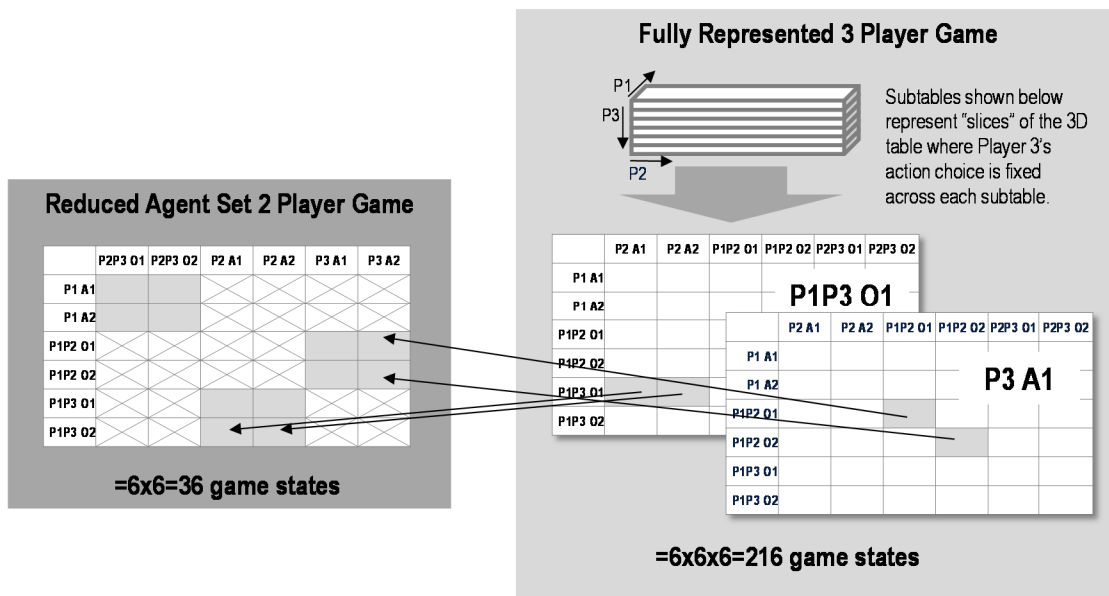 Fully Represented 3 Player Game
P1
P3
P2
Subtables shown below
represent "slices" of the 3D
table where Player 3's
action choice is fixed
across each subtable.
Reduced Agent Set 2 Player Game
P2P3 O1 P2P3 O2 P2 A1 P2 A2 P3 A1 P3 A2
P1 A1
P1 A2
P1P2 O1
P1P2 O2
P1P3 O1
P1P3 O2
=6x6=36 game states
P2 A1 P2 A2 P1P2 O1 P1P2 O2 P2P3 O1 P2P3 O2
P1 A1
P1 A2
P1P2 O1
P1P2 O2
P1P3 O1
P1P3 O2
P1P3 O1
P2 A1 P2 A2 P1P2 O1 P1P2 O2 P2P3 O1 P2P3 O2
P1 A1
P1 A2
P1P2 O1
P1P2 O2
P1P3 O1
P1P3 O2
P3 A1
=6x6x6=216 game states